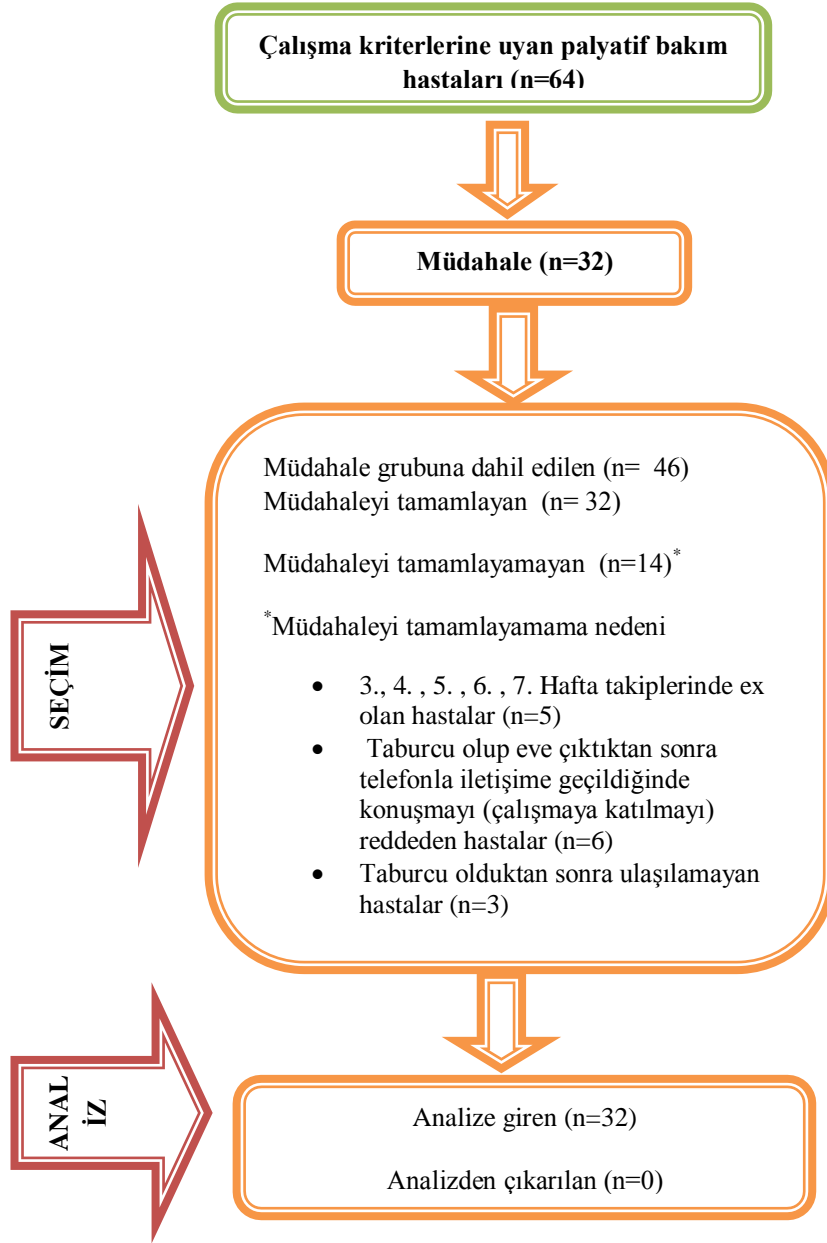 Çalışma kriterlerine uyan palyatif bakım
hastaları (n=64)
Müdahale (n=32)
Müdahale grubuna dahil edilen (n=  46)
Müdahaleyi tamamlayan  (n= 32)
Müdahaleyi tamamlayamayan  (n=14)*
*Müdahaleyi tamamlayamama nedeni
• 3., 4. , 5. , 6. , 7. Hafta takiplerinde ex
olan hastalar (n=5)
• Taburcu olup eve çıktıktan sonra
telefonla iletişime geçildiğinde
konuşmayı (çalışmaya katılmayı)
reddeden hastalar (n=6)
• Taburcu olduktan sonra ulaşılamayan
hastalar (n=3)
SEÇİM
ANAL
İZ
Analize giren (n=32)
Analizden çıkarılan (n=0)